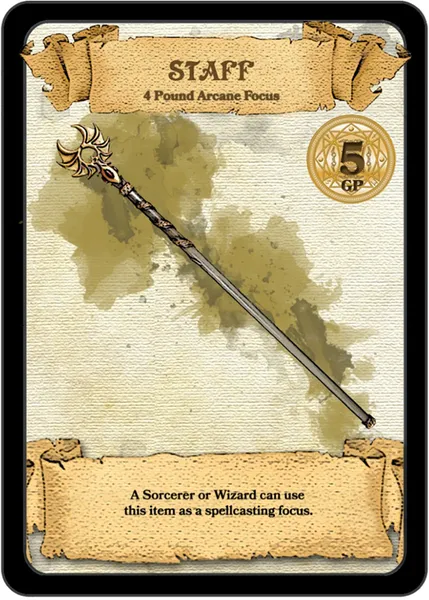 STAFF
4 Pound Arcane Focus
5
GP
A Sorcerer or Wizard can use
this item as a spellcasting focus.